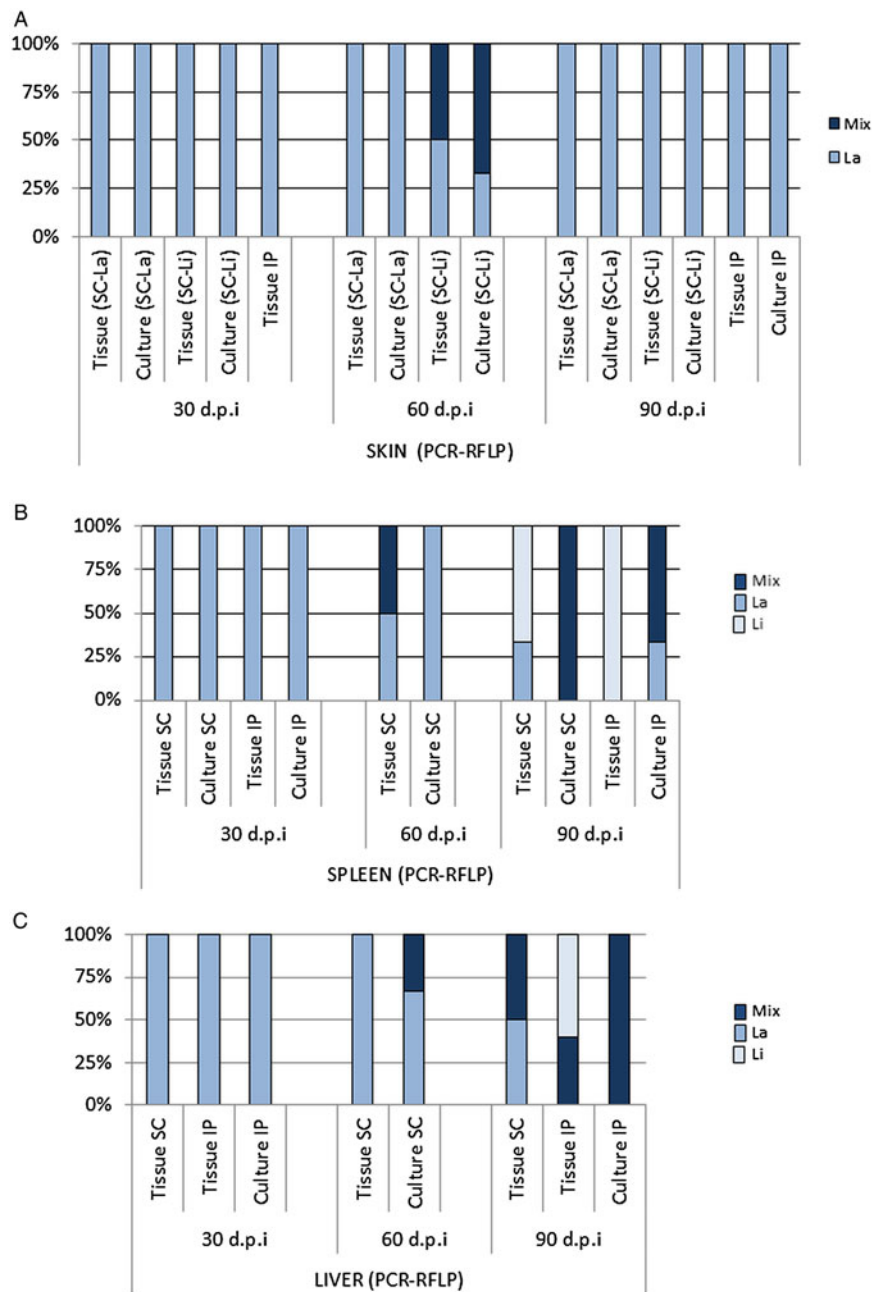 A
100%
75%
50%
25%
0%
Mix
La
Tissue (SC-La)
Culture (SC-La)
Tissue (SC-Li)
Culture (SC-Li)
Tissue IP
Tissue (SC-La)
Culture (SC-La)
Tissue (SC-Li)
Culture (SC-Li)
Tissue (SC-La)
Culture (SC-La)
Tissue (SC-Li)
Culture (SC-Li)
Tissue IP
Culture IP
30 d.p.i
60 d.p.i
90 d.p.i
SKIN (PCR-RFLP)
B
100%
75%
50%
25%
0%
Mix
La
Li
Tissue SC
Culture SC
Tissue IP
Culture IP
Tissue SC
Culture SC
Tissue SC
Culture SC
Tissue IP
Culture IP
30 d.p.i
60 d.p.i
90 d.p.i
SPLEEN (PCR-RFLP)
C
100%
75%
50%
25%
0%
Mix
La
Li
Tissue SC
Tissue IP
Culture IP
Tissue SC
Culture SC
Tissue SC
Tissue IP
Culture IP
30 d.p.i
60 d.p.i
90 d.p.i
LIVER (PCR-RFLP)